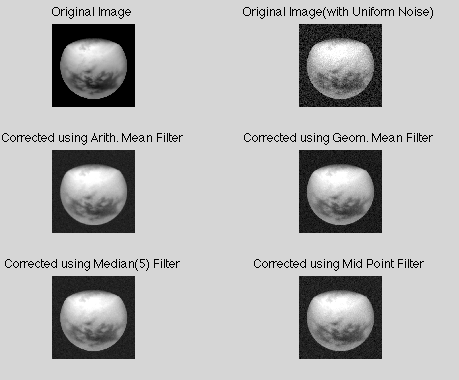 Original Image
Original Image(with Uniform Noise)
Corrected using Arith. Mean Filter
Corrected using Geom. Mean Filter
Corrected using Median(5) Filter
Corrected using Mid Point Filter